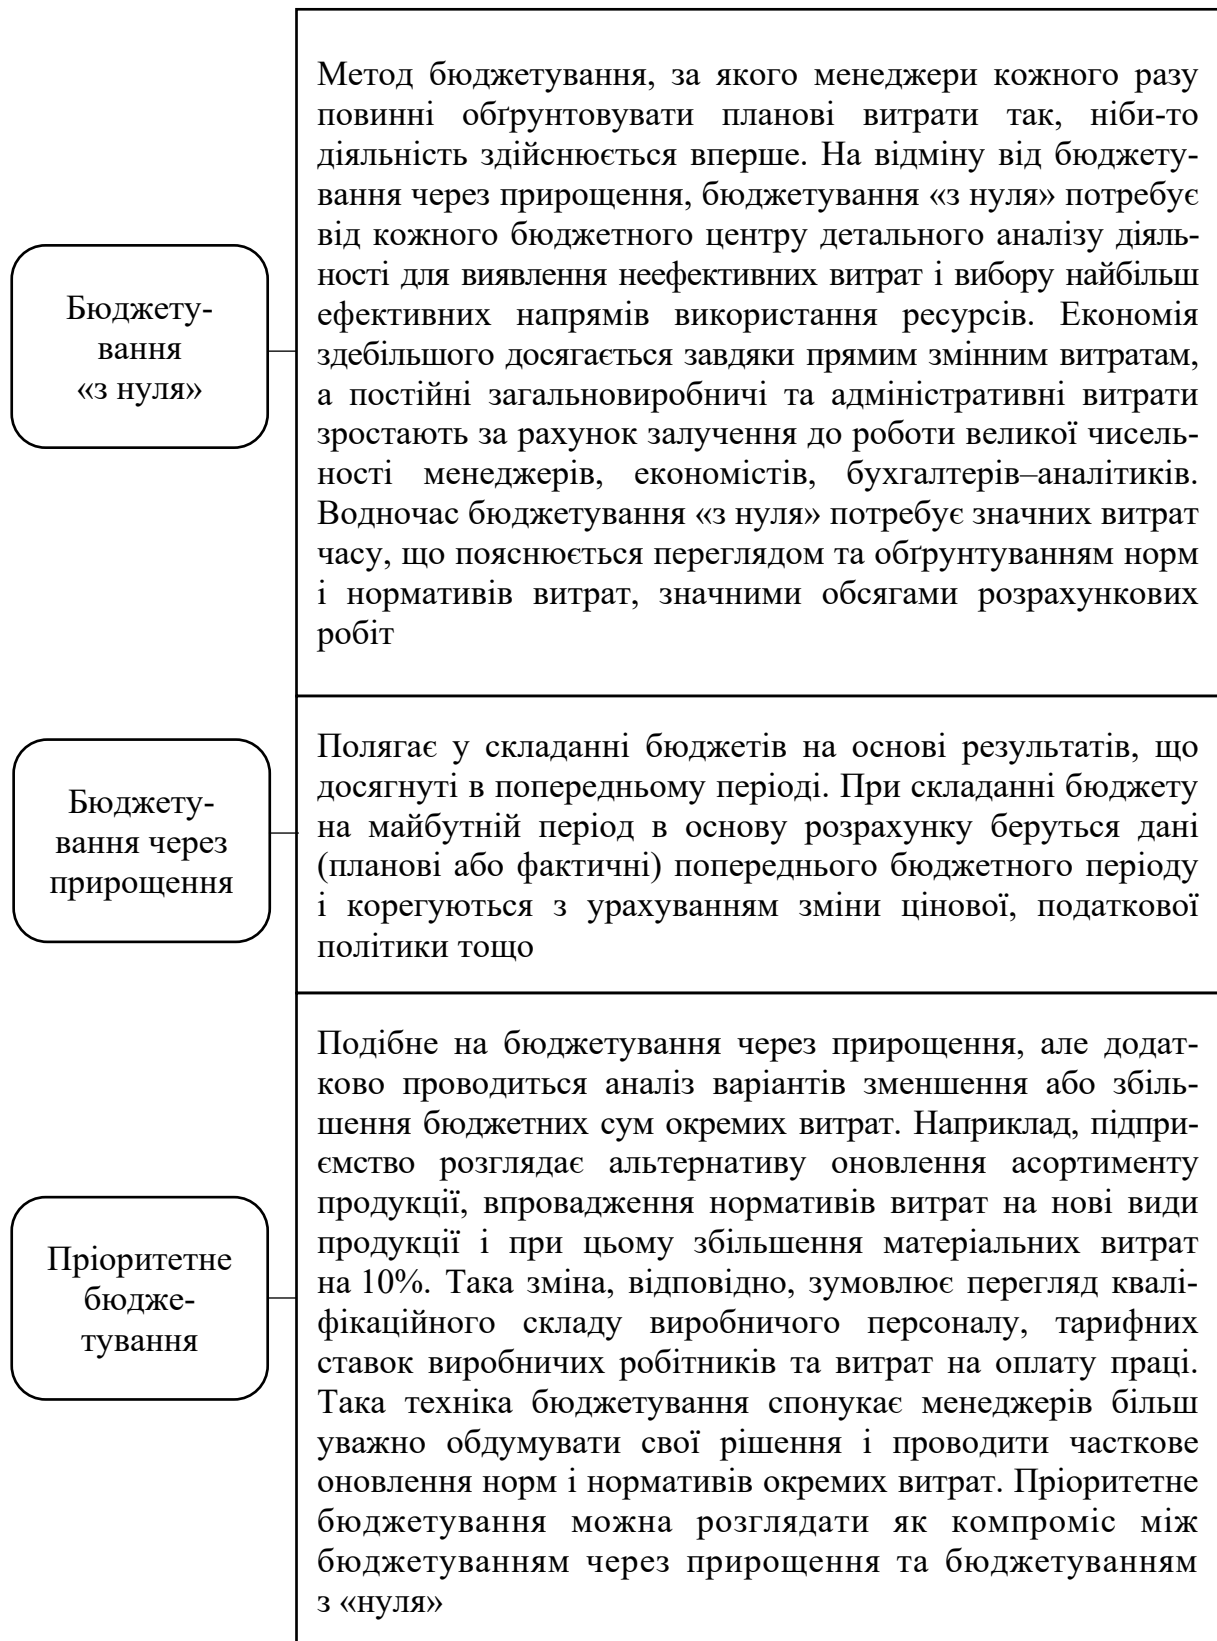 Бюджету-
вання
«з нуля»
Метод бюджетування, за якого менеджери кожного разу
повинні обґрунтовувати планові витрати так, ніби-то
діяльність здійснюється вперше. На відміну від бюджету-
вання через прирощення, бюджетування «з нуля» потребує
від кожного бюджетного центру детального аналізу діяль-
ності для виявлення неефективних витрат і вибору найбільш
ефективних напрямів використання ресурсів. Економія
здебільшого досягається завдяки прямим змінним витратам,
а постійні загальновиробничі та адміністративні витрати
зростають за рахунок залучення до роботи великої чисель-
ності менеджерів, економістів, бухгалтерів–аналітиків.
Водночас бюджетування «з нуля» потребує значних витрат
часу, що пояснюється переглядом та обґрунтуванням норм
і нормативів витрат, значними обсягами розрахункових
робіт
Бюджету-
вання через
прирощення
Полягає у складанні бюджетів на основі результатів, що
досягнуті в попередньому періоді. При складанні бюджету
на майбутній період в основу розрахунку беруться дані
(планові або фактичні) попереднього бюджетного періоду
і корегуються з урахуванням зміни цінової, податкової
політики тощо
Пріоритетне
бюдже-
тування
Подібне на бюджетування через прирощення, але додат-
ково проводиться аналіз варіантів зменшення або збіль-
шення бюджетних сум окремих витрат. Наприклад, підпри-
ємство розглядає альтернативу оновлення асортименту
продукції, впровадження нормативів витрат на нові види
продукції і при цьому збільшення матеріальних витрат
на 10%. Така зміна, відповідно, зумовлює перегляд квалі-
фікаційного складу виробничого персоналу, тарифних
ставок виробничих робітників та витрат на оплату праці.
Така техніка бюджетування спонукає менеджерів більш
уважно обдумувати свої рішення і проводити часткове
оновлення норм і нормативів окремих витрат. Пріоритетне
бюджетування можна розглядати як компроміс між
бюджетуванням через прирощення та бюджетуванням
з «нуля»